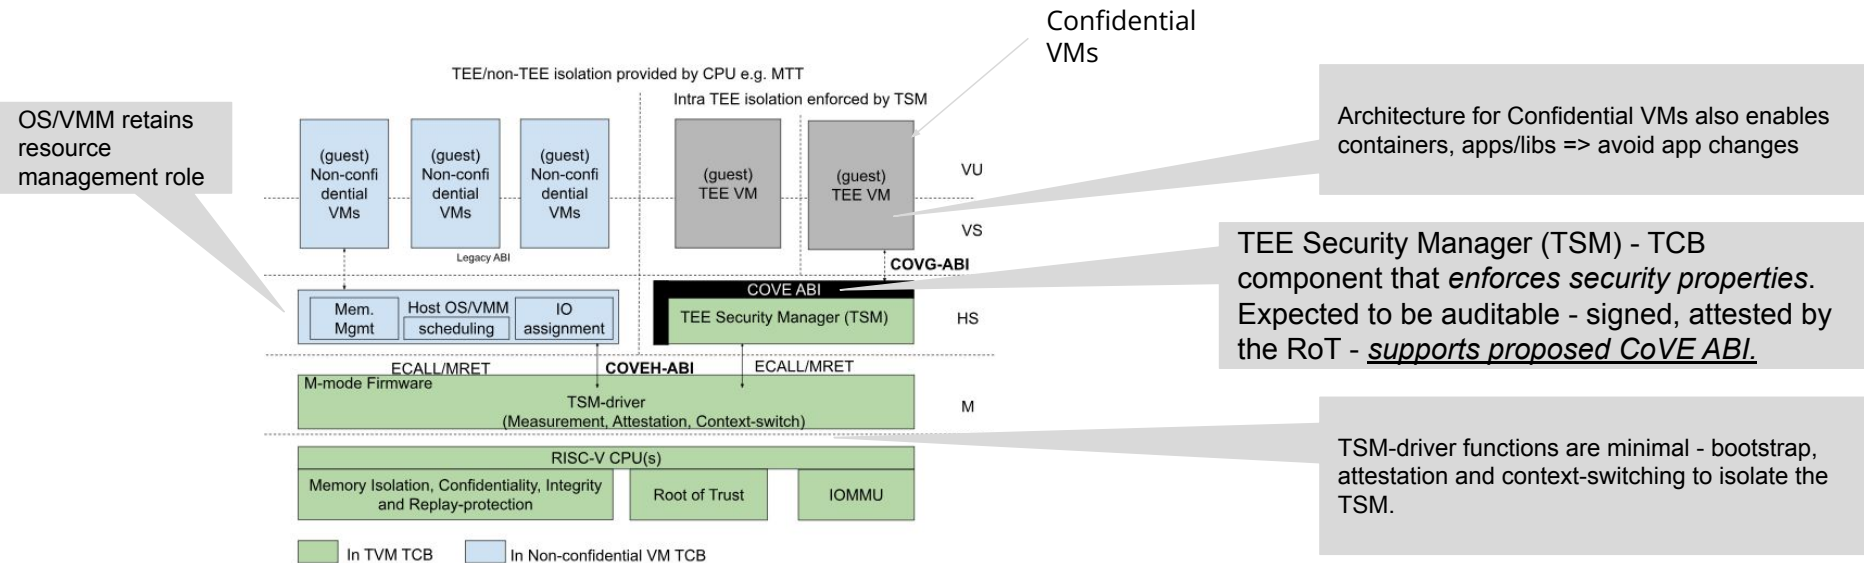 Confidential
VMs
TEE/non-TEE isolation provided by CPU e.g. MTT
Intra TEE isolation enforced by TSM
OS/VMM retains
resource
management role
(guest)
Non-confi
dential
VMs
(guest)
Non-confi
dential
VMs
(guest)
Non-confi
dential
VMs
(guest)
TEE VM
(guest)
TEE VM
VU
VS
Architecture for Confidential VMs also enables
containers, apps/libs => avoid app changes
Legacy ABI
COVG-ABI
COVE ABI
Mem.
Mgmt
Host OS/VMM
scheduling
IO
assignment
TEE Security Manager (TSM)
HS
TEE Security Manager (TSM) - TCB
component that enforces security properties.
Expected to be auditable - signed, attested by
the RoT - supports proposed CoVE ABI.
ECALL/MRET
COVEH-ABI
ECALL/MRET
M-mode Firmware
TSM-driver
(Measurement, Attestation, Context-switch)
M
TSM-driver functions are minimal - bootstrap,
attestation and context-switching to isolate the
TSM.
RISC-V CPU(s)
Memory Isolation, Confidentiality, Integrity
and Replay-protection
Root of Trust
IOMMU
In TVM TCB
In Non-confidential VM TCB